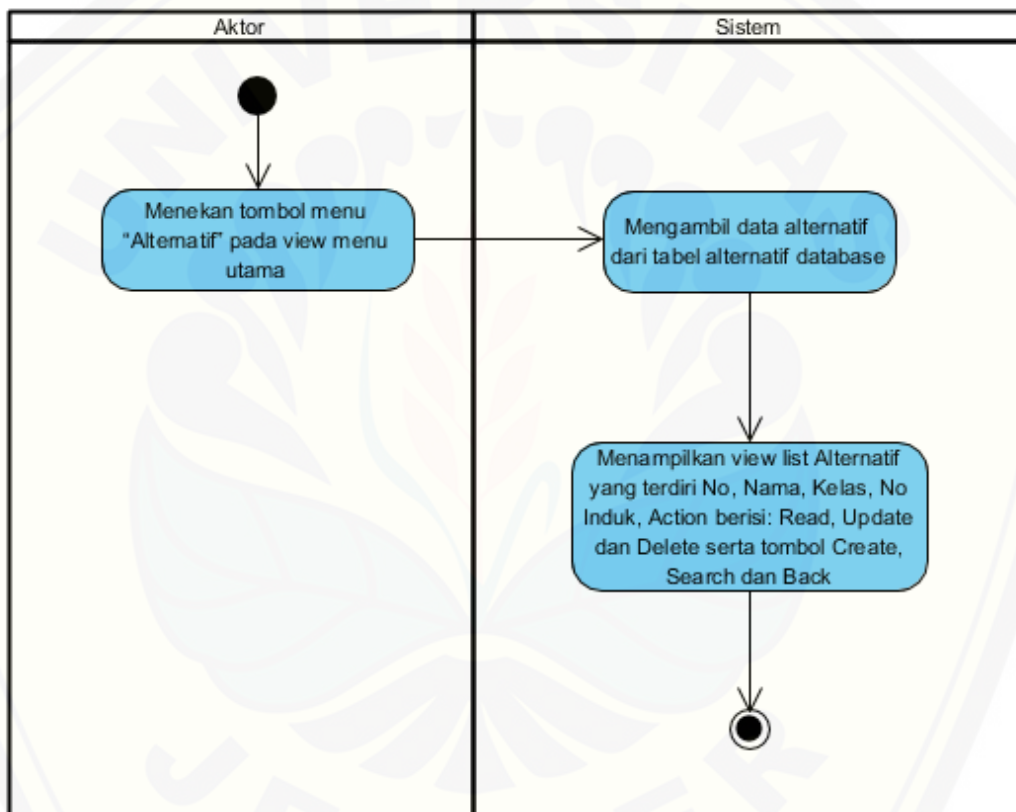 Aktor
Sistem
Menekan tombol menu
“Alternatif” pada view menu
utama
Mengambil data alternatif
dari tabel alternatif database
Menampilkan view list Alternatif
yang terdiri No, Nama, Kelas, No
Induk, Action berisi: Read, Update
dan Delete serta tombol Create,
Search dan Back